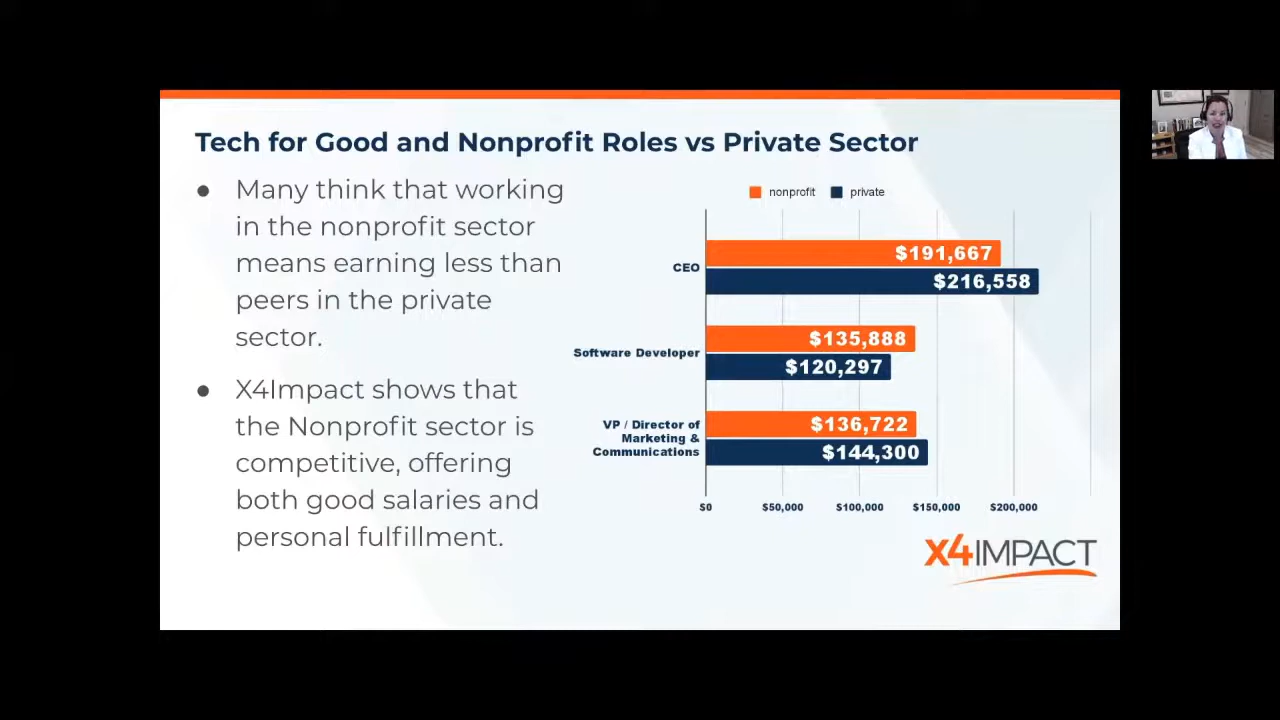 Tech for Good and Nonprofit Roles vs Private Sector
● Many think that working
in the nonprofit sector
means earning less than
peers in the private
sector.
● X4Impact shows that
the Nonprofit sector is
competitive, offering
both good salaries and
personal fulfillment.
nonprofit private
CEO
$191,667
$216,558
Software Developer
$135,888
$120,297
VP / Director of
Marketing &
Communications
$136,722
$144,300
$0 $50,000 $100,000 $150,000 $200,000
X4IMPACT